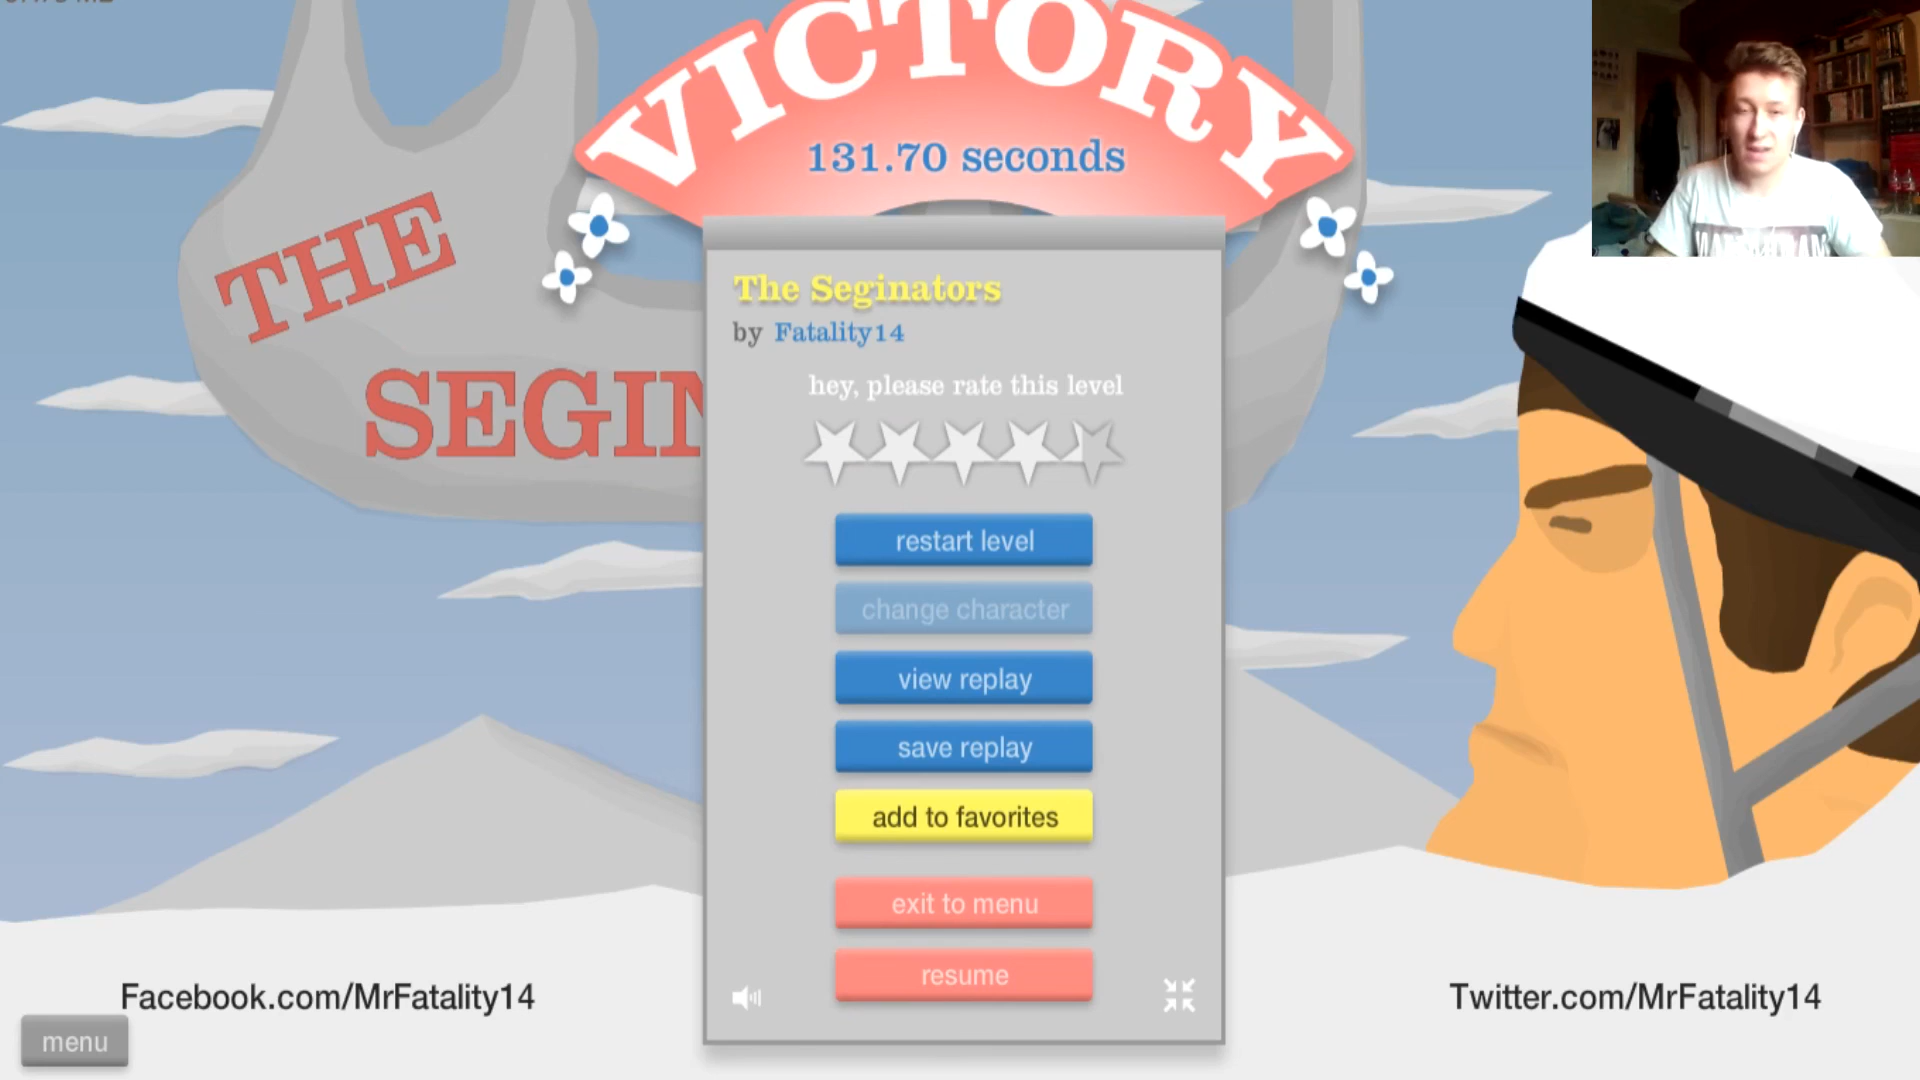 VICTORY
131.70 seconds
THE
SEGIN
The Seginators
by Fatality14
hey, please rate this level
restart level
change character
view replay
save replay
add to favorites
exit to menu
resume
Facebook.com/MrFatality14
Twitter.com/MrFatality14
menu